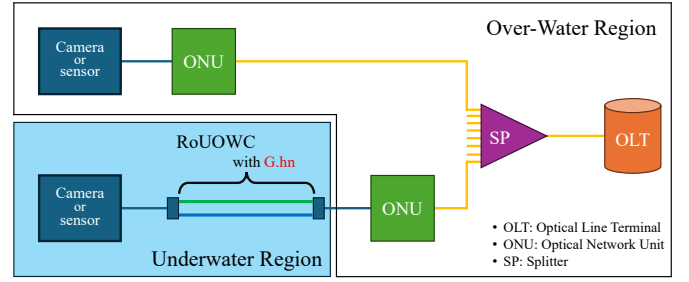 Over-Water Region
Camera
or
sensor
ONU
SP
OLT
RoUOWC
with G.hn
Camera
or
sensor
ONU
Underwater Region
• OLT: Optical Line Terminal
• ONU: Optical Network Unit
• SP: Splitter